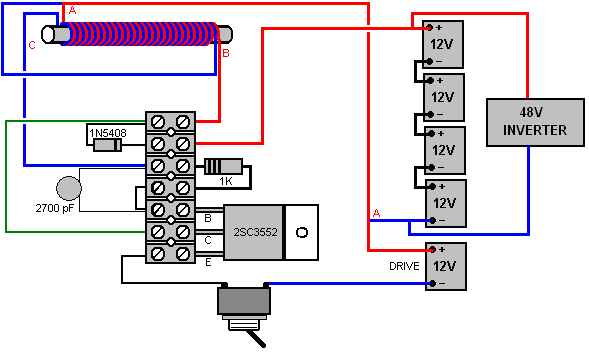 A
C
B
+
12V
−
+
12V
−
48V
INVERTER
1N5408
+
12V
−
1K
+
12V
−
2700 pF
B
A
2SC3552
C
E
DRIVE
+
12V
−